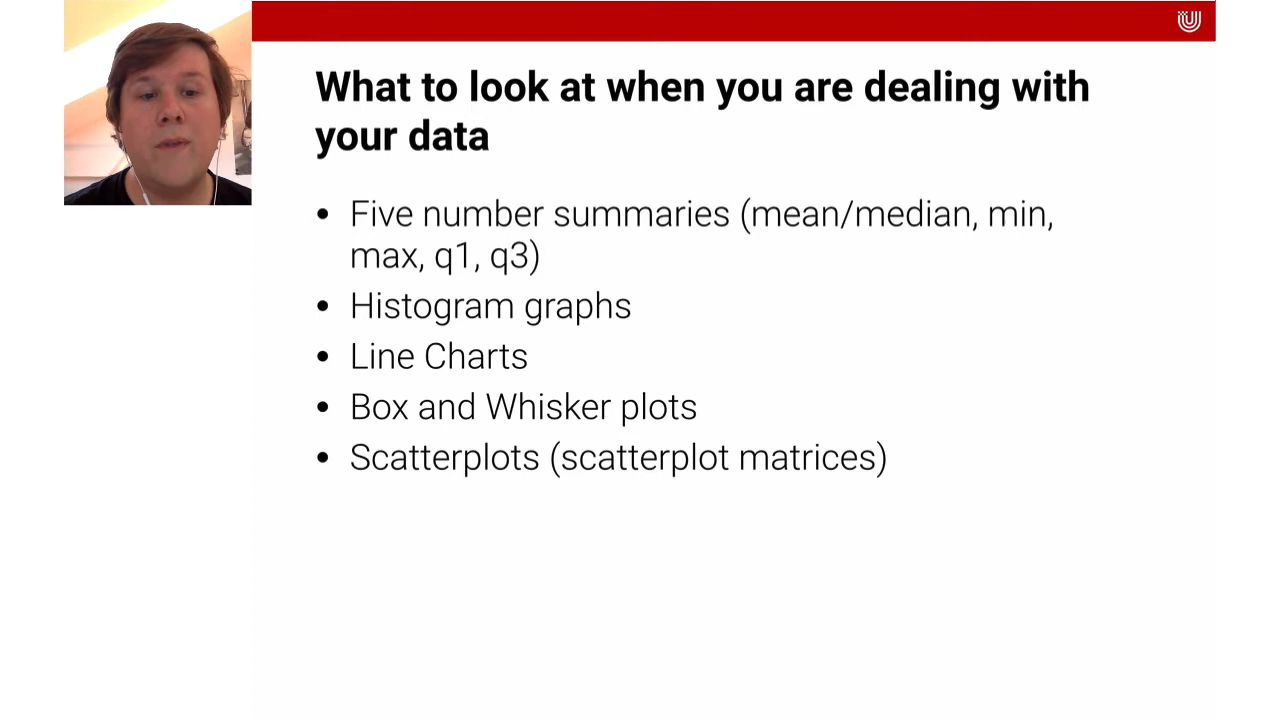 What to look at when you are dealing with
your data
• Five number summaries (mean/median, min,
max, q1, q3)
• Histogram graphs
• Line Charts
• Box and Whisker plots
• Scatterplots (scatterplot matrices)